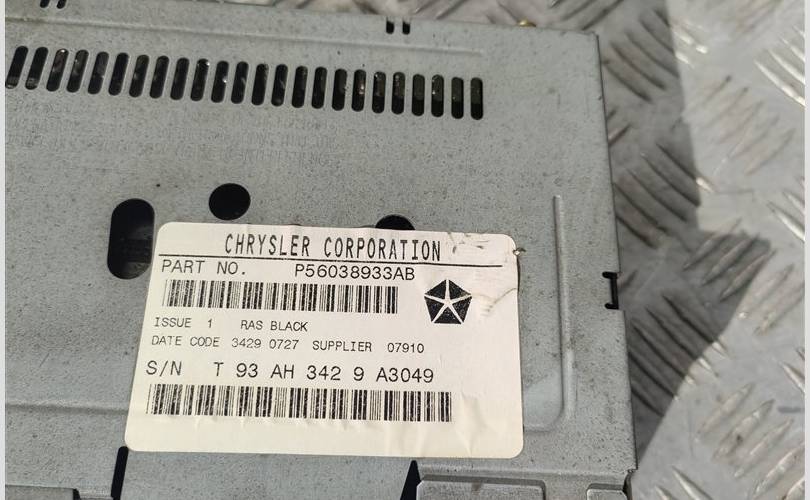 CHRYSLER CORPORATION
PART NO. P56038933AB
ISSUE 1 RAS BLACK
DATE CODE 3429 0727 SUPPLIER 07910
S/N T 93 AH 342 9 A3049